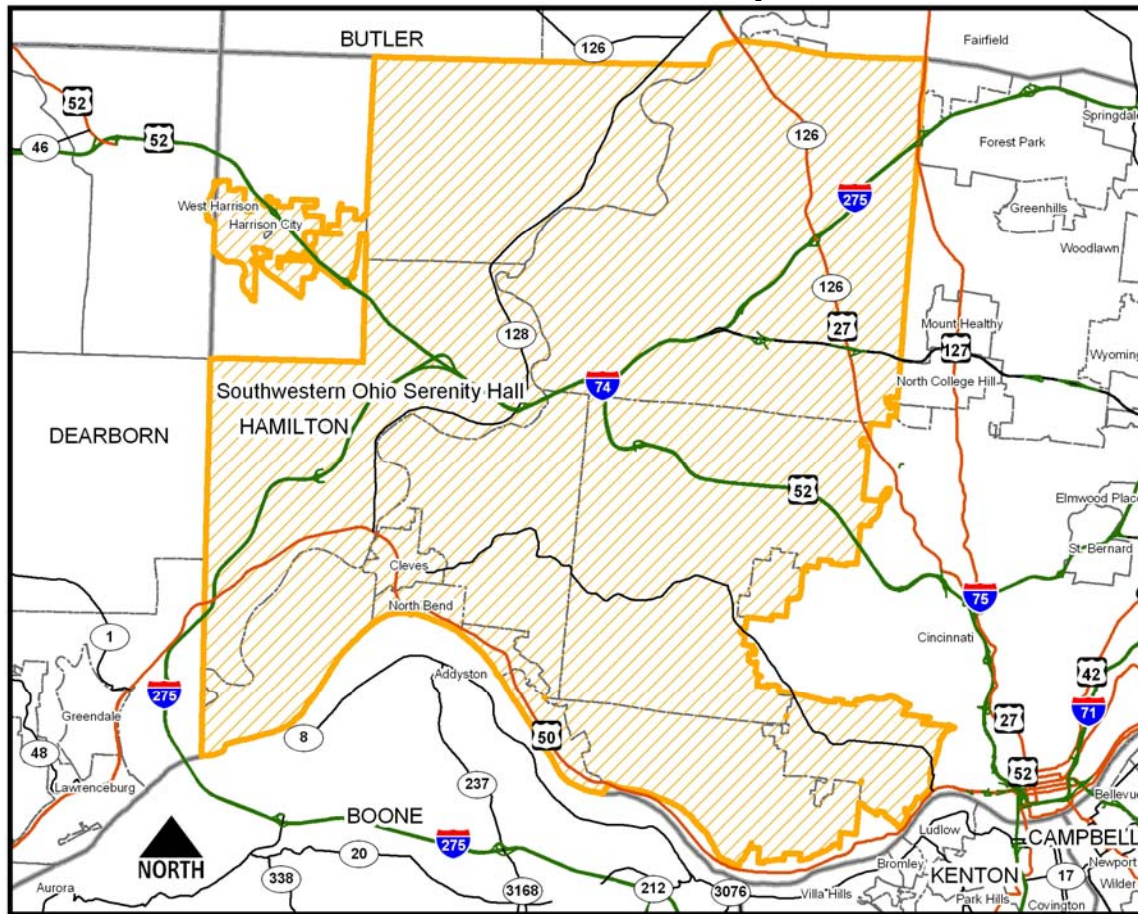 BUTLER
126
Fairfield
52
52
46
126
Springdale
Forest Park
275
West Harrison
Harrison City
Greenhills
Woodlawn
126
27
128
Mount Healthy
127
Wyoming
74
North College Hill
Southwestern Ohio Serenity Hall
HAMILTON
DEARBORN
52
Elmwood Place
St. Bernard
Cleves
North Bend
75
1
Cincinnati
Addyston
42
275
Greendale
27
71
8
50
48
52
237
Lawrenceburg
Bellevue
BOONE
275
Ludlow
CAMPBELL
NORTH
20
Bromley
KENTON
Newport
338
3168
212
3076
17
Wilder
Aurora
Villa Hills
Park Hills
Covington